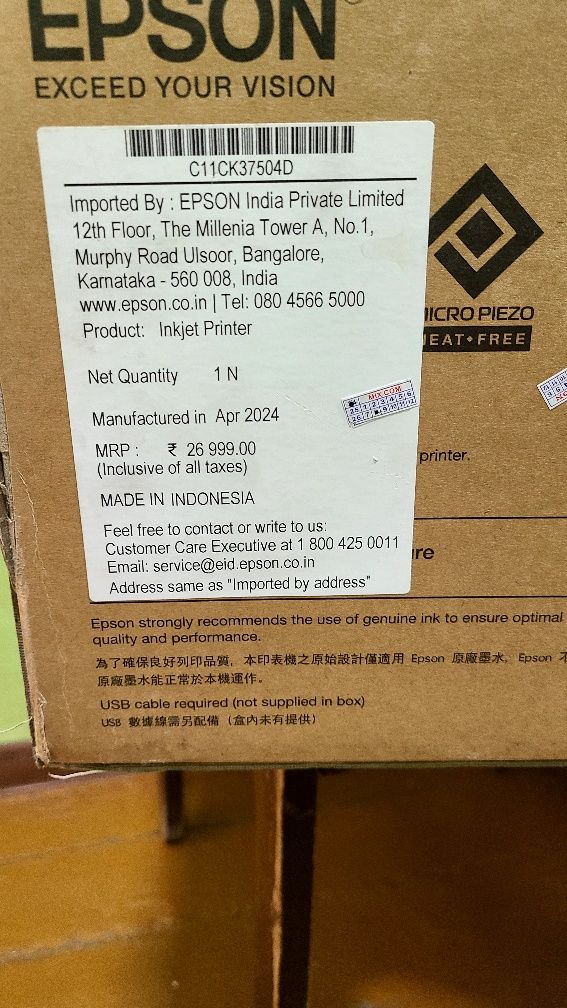 EPSON
EXCEED YOUR VISION
C11CK37504D
Imported By : EPSON India Private Limited
12th Floor, The Millenia Tower A, No.1,
Murphy Road Ulsoor, Bangalore,
Karnataka - 560 008, India
www.epson.co.in | Tel: 080 4566 5000
Product: Inkjet Printer
Net Quantity 1 N
Manufactured in Apr 2024
MRP : ₹ 26 999.00
(Inclusive of all taxes)
MADE IN INDONESIA
Feel free to contact or write to us:
Customer Care Executive at 1 800 425 0011
Email: service@eid.epson.co.in
Address same as "Imported by address"
MIX COM
PIEZO
FREE
printer.
Epson strongly recommends the use of genuine ink to ensure optimal
quality and performance.
為了確保良好列印品質，本印表機之原始設計僅適用 Epson 原廠墨水，Epson
原廠墨水能正常於本機運作。
USB cable required (not supplied in box)
USB 數據線需另配備（盒內未有提供）